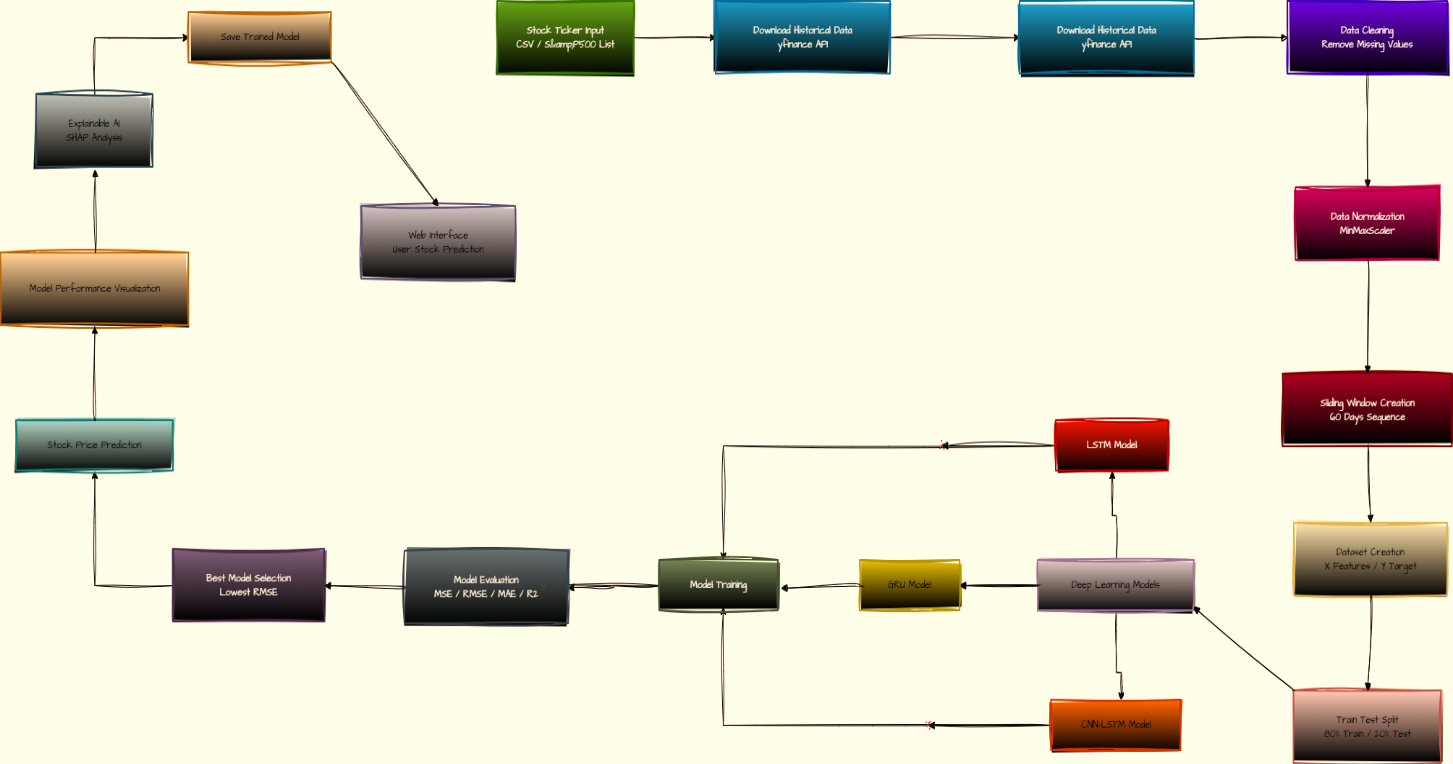 Stock Ticker Input
CSV / S&amp;P500 List
Download Historical Data
yfinance API
Download Historical Data
yfinance API
Data Cleaning
Remove Missing Values
Data Normalization
MinMaxScaler
Sliding Window Creation
60 Days Sequence
Dataset Creation
X Features / Y Target
Train Test Split
80% Train / 20% Test
Deep Learning Models
LSTM Model
GRU Model
CNN-LSTM Model
Model Training
Model Evaluation
MSE / RMSE / MAE / R2
Best Model Selection
Lowest RMSE
Stock Price Prediction
Model Performance Visualization
Explainable AI
SHAP Analysis
Save Trained Model
Web Interface
User Stock Prediction